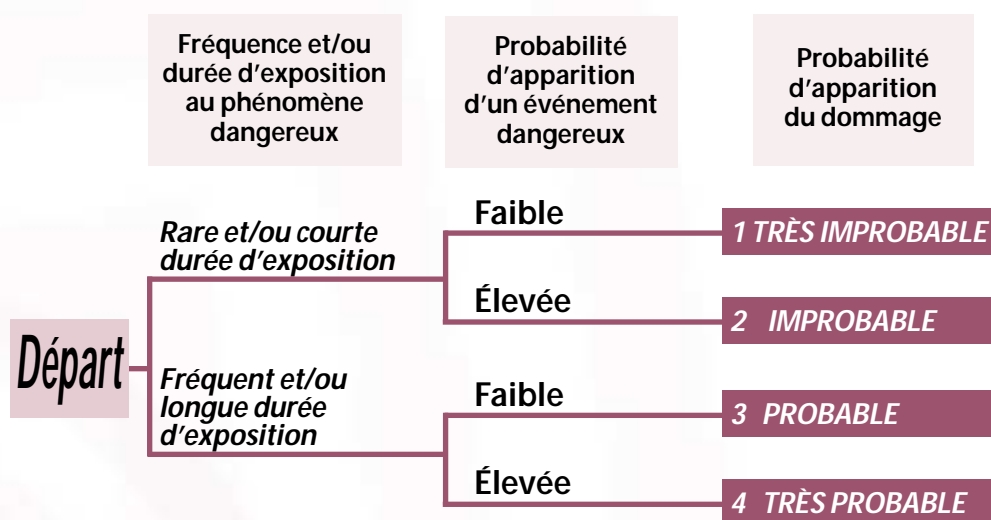 Fréquence et/ou
durée d'exposition
au phénomène
dangereux
Probabilité
d'apparition
d'un événement
dangereux
Probabilité
d'apparition
du dommage
Départ
Rare et/ou courte
durée d'exposition
Faible
1 TRÈS IMPROBABLE
Élevée
2 IMPROBABLE
Fréquent et/ou
longue durée
d'exposition
Faible
3 PROBABLE
Élevée
4 TRÈS PROBABLE